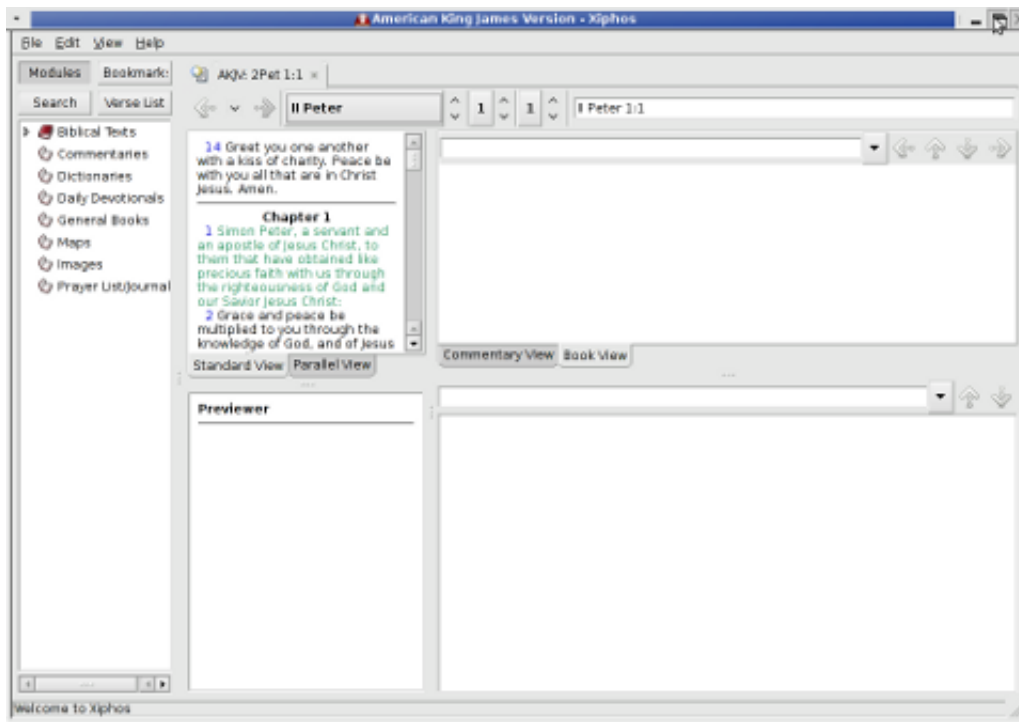 American King James Version - Xiphos
File Edit View Help
Modules Bookmark:
Search Verse List
Biblical Texts
Commentaries
Dictionaries
Daily Devotionals
General Books
Maps
Images
Prayer List/Journal
AKJV: 2Pet 1:1 ×
II Peter 1 1 II Peter 1:1
14 Greet you one another
with a kiss of charity. Peace be
with you all that are in Christ
Jesus. Amen.
Chapter 1
1 Simon Peter, a servant and
an apostle of Jesus Christ, to
them that have obtained like
precious faith with us through
the righteousness of God and
our Savior Jesus Christ:
2 Grace and peace be
multiplied to you through the
knowledge of God, and of Jesus
Standard View Parallel View
Commentary View Book View
Previewer
Welcome to Xiphos